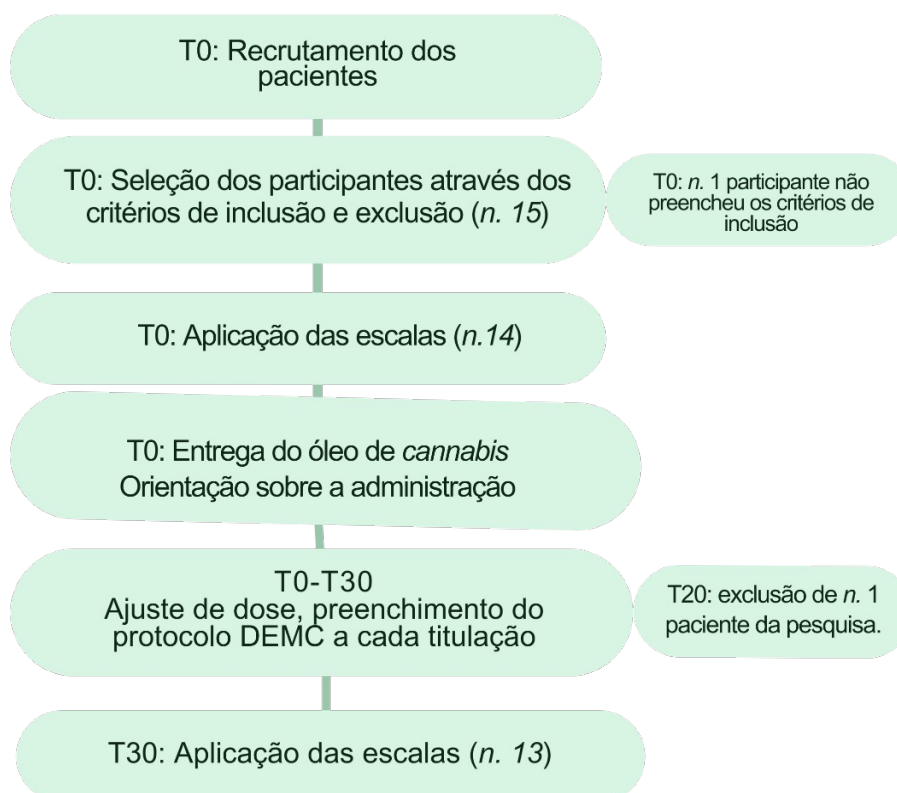 T0: Recrutamento dos
pacientes
T0: Seleção dos participantes através dos
critérios de inclusão e exclusão (n. 15)
T0: n. 1 participante não
preencheu os critérios de
inclusão
T0: Aplicação das escalas (n.14)
T0: Entrega do óleo de cannabis
Orientação sobre a administração
T0-T30
Ajuste de dose, preenchimento do
protocolo DEMC a cada titulação
T20: exclusão de n. 1
paciente da pesquisa.
T30: Aplicação das escalas (n. 13)